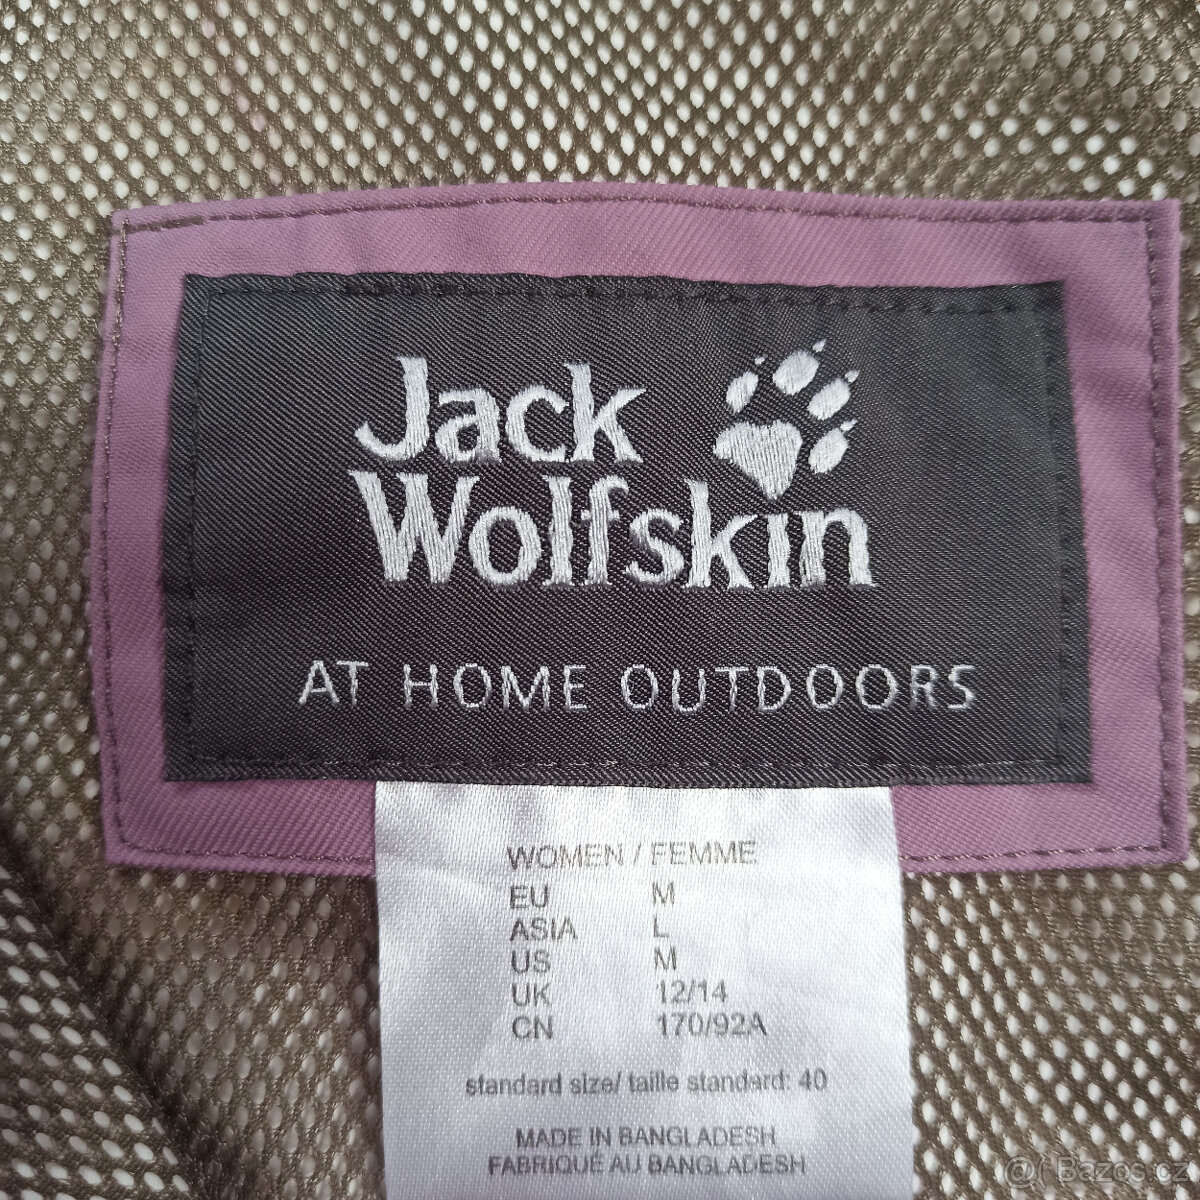 Jack
Wolfskin
AT HOME OUTDOORS
WOMEN / FEMME
EU M
ASIA L
US M
UK 12/14
CN 170/92A
standard size/ taille standard: 40
MADE IN BANGLADESH
FABRIQUÉ AU BANGLADESH
Bazos.cz